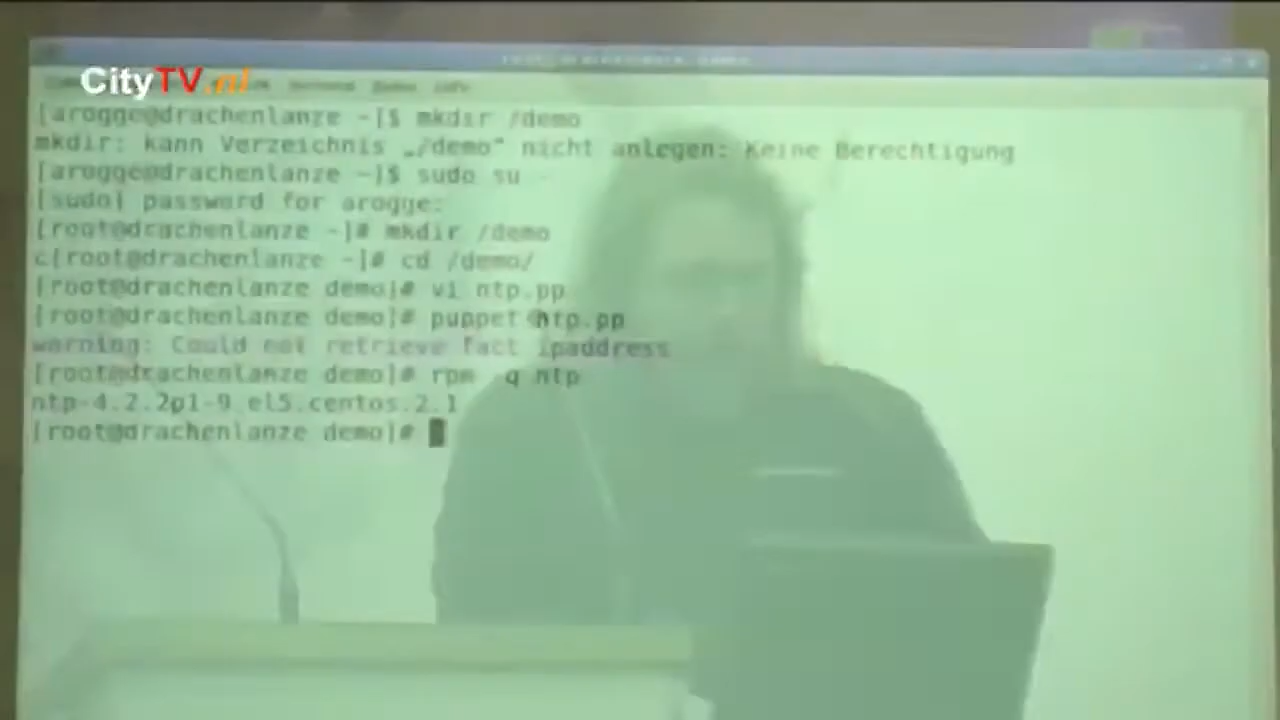 CityTV.nl
[arogge@drachenlanze ~]$ mkdir /demo
mkdir: kann Verzeichnis „/demo“ nicht anlegen: Keine Berechtigung
[arogge@drachenlanze ~]$ sudo su -
[sudo] password for arogge:
[root@drachenlanze ~]# mkdir /demo
c[root@drachenlanze ~]# cd /demo/
[root@drachenlanze demo]# vi ntp.pp
[root@drachenlanze demo]# puppet ntp.pp
warning: Could not retrieve fact ipaddress
[root@drachenlanze demo]# rpm -q ntp
ntp-4.2.2p1-9.el5.centos.2.1
[root@drachenlanze demo]#